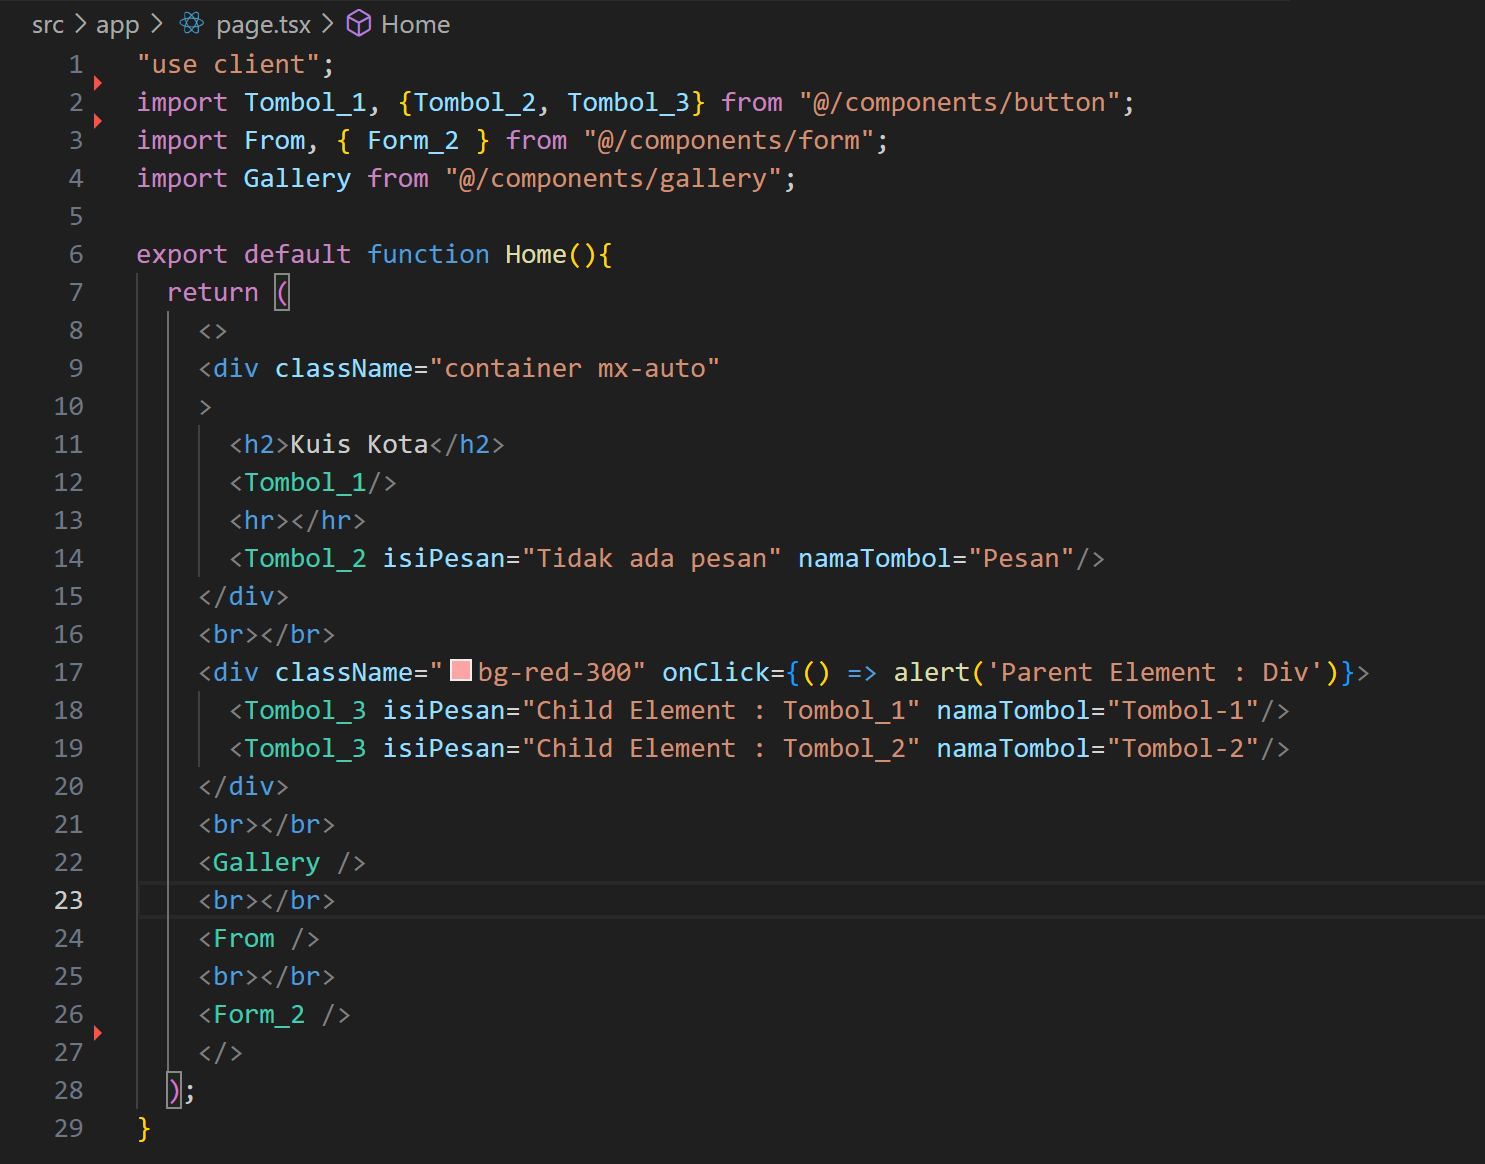 src > app > page.tsx > Home
1 "use client";
2 import Tombol_1, {Tombol_2, Tombol_3} from "@/components/button";
3 import From, { Form_2 } from "@/components/form";
4 import Gallery from "@/components/gallery";
5
6 export default function Home(){
7   return (
8     <>
9     <div className="container mx-auto"
10     >
11       <h2>Kuis Kota</h2>
12       <Tombol_1/>
13       <hr></hr>
14       <Tombol_2 isiPesan="Tidak ada pesan" namaTombol="Pesan"/>
15     </div>
16     <br></br>
17     <div className="bg-red-300" onClick={() => alert('Parent Element : Div')}>
18       <Tombol_3 isiPesan="Child Element : Tombol_1" namaTombol="Tombol-1"/>
19       <Tombol_3 isiPesan="Child Element : Tombol_2" namaTombol="Tombol-2"/>
20     </div>
21     <br></br>
22     <Gallery />
23     <br></br>
24     <From />
25     <br></br>
26     <Form_2 />
27     </>
28   );
29 }